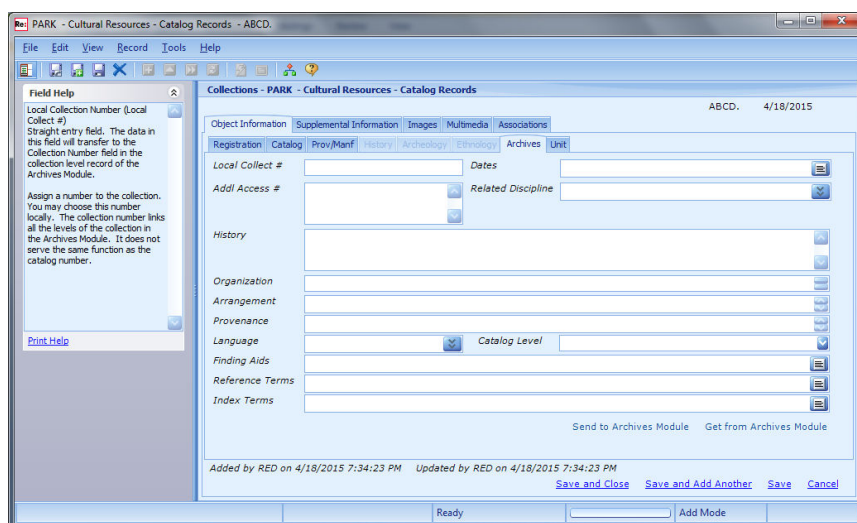 Re: PARK - Cultural Resources - Catalog Records - ABCD.
File Edit View Record Tools Help
Field Help
Local Collection Number (Local
Collect #)
Straight entry field. The data in
this field will transfer to the
Collection Number field in the
collection level record of the
Archives Module.
Assign a number to the collection.
You may choose this number
locally. The collection number links
all the levels of the collection in
the Archives Module. It does not
serve the same function as the
catalog number.
Print Help
Collections - PARK - Cultural Resources - Catalog Records
ABCD. 4/18/2015
Object Information Supplemental Information Images Multimedia Associations
Registration Catalog Prov/Manf History Archeology Ethnology Archives Unit
Local Collect # Dates
Addl Access # Related Discipline
History
Organization
Arrangement
Provenance
Language Catalog Level
Finding Aids
Reference Terms
Index Terms
Send to Archives Module Get from Archives Module
Added by RED on 4/18/2015 7:34:23 PM Updated by RED on 4/18/2015 7:34:23 PM
Save and Close Save and Add Another Save Cancel
Ready Add Mode